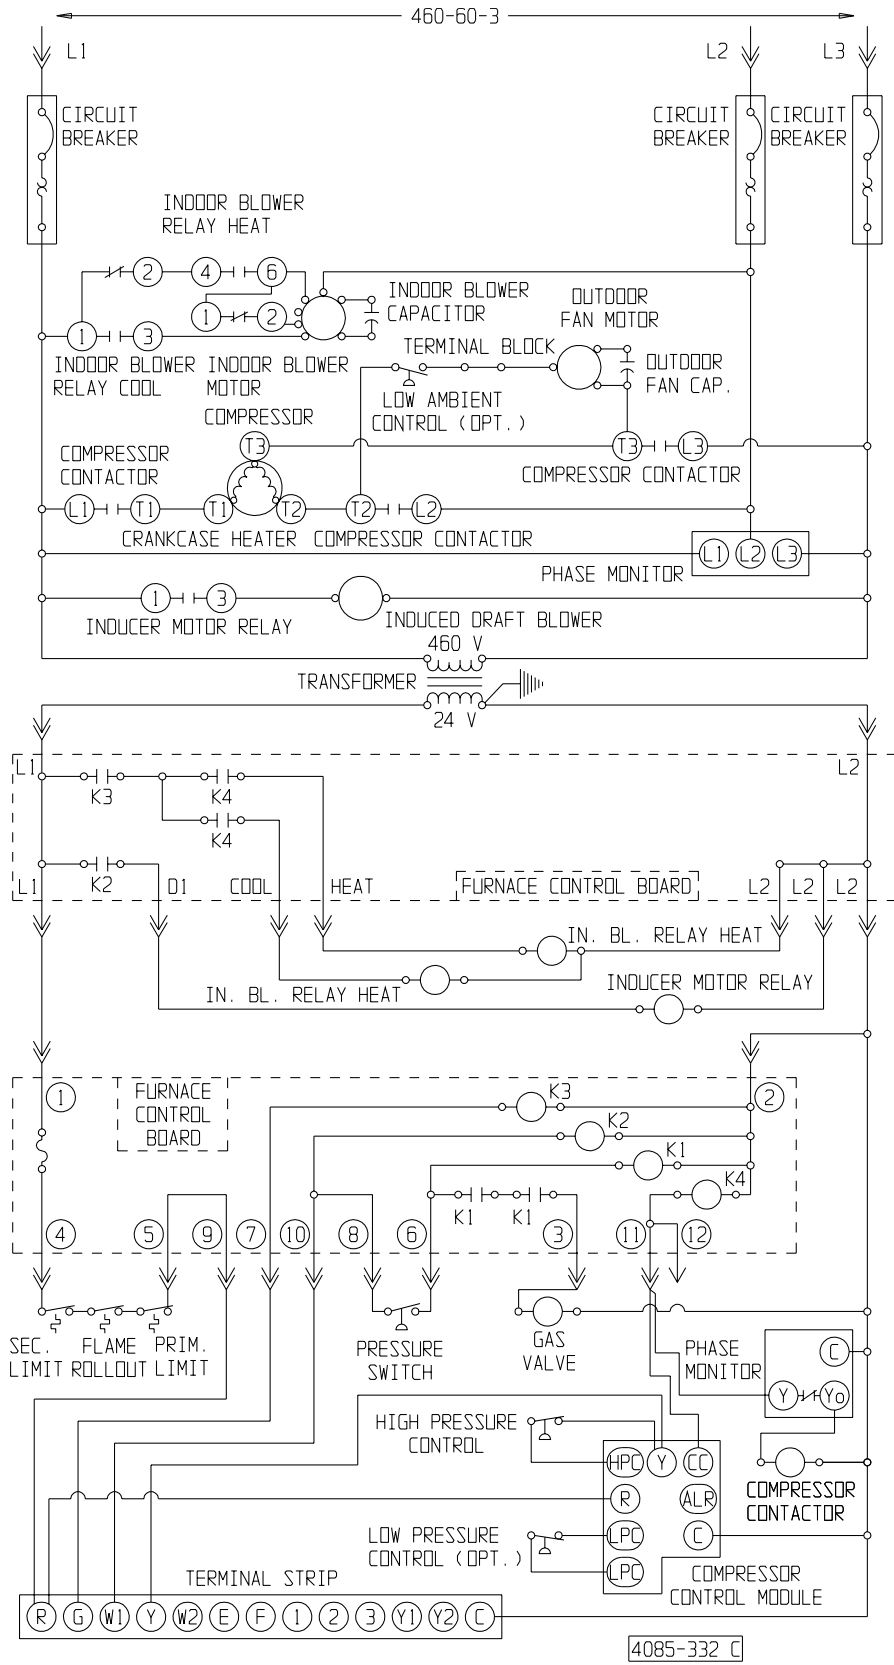 460-60-3
L1
L2
L3
CIRCUIT
BREAKER
CIRCUIT
BREAKER
CIRCUIT
BREAKER
INDOOR BLOWER
RELAY HEAT
2
4
6
1
2
1
3
INDOOR BLOWER
CAPACITOR
OUTDOOR
FAN MOTOR
INDOOR BLOWER
RELAY COOL
INDOOR BLOWER
MOTOR
TERMINAL BLOCK
OUTDOOR
FAN CAP.
LOW AMBIENT
CONTROL (OPT.)
COMPRESSOR
T3
T3
L3
COMPRESSOR
CONTACTOR
COMPRESSOR CONTACTOR
L1
T1
T1
T2
T2
L2
CRANKCASE HEATER
COMPRESSOR CONTACTOR
L1
L2
L3
PHASE MONITOR
1
3
INDUCER MOTOR RELAY
INDUCED DRAFT BLOWER
460 V
TRANSFORMER
24 V
L1
L2
K3
K4
K4
K2
L1
D1
COOL
HEAT
FURNACE CONTROL BOARD
L2
L2
L2
IN. BL. RELAY HEAT
IN. BL. RELAY HEAT
INDUCER MOTOR RELAY
1
FURNACE
CONTROL
BOARD
K3
2
K2
K1
K4
K1
K1
4
5
9
7
10
8
6
3
11
12
SEC.
LIMIT
FLAME
ROLLOUT
PRIM.
LIMIT
PRESSURE
SWITCH
GAS
VALVE
PHASE
MONITOR
C
Y
Yo
HIGH PRESSURE
CONTROL
HPC
Y
CC
COMPRESSOR
CONTACTOR
R
ALR
LOW PRESSURE
CONTROL (OPT.)
LPC
C
LPC
COMPRESSOR
CONTROL MODULE
TERMINAL STRIP
R G W1 Y W2 E F 1 2 3 Y1 Y2 C
4085-332 C